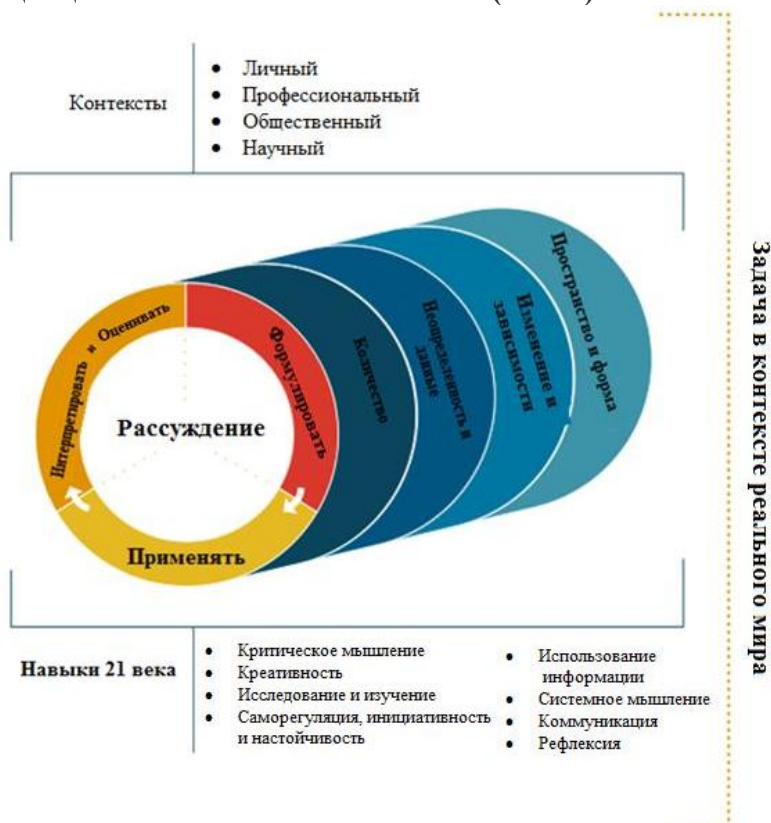 Контексты
• Личный
• Профессиональный
• Общественный
• Научный
Интерпретировать и Оценивать
Формулировать
Применять
Рассуждение
Количество
Неопределенность и
данные
Изменение и
зависимости
Пространство и форма
Задача в контексте реального мира
Навыки 21 века
• Критическое мышление
• Креативность
• Исследование и изучение
• Саморегуляция, инициативность
и настойчивость
• Использование
информации
• Системное мышление
• Коммуникация
• Рефлексия